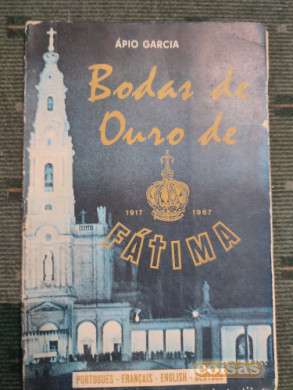 ÁPIO GARCIA
Bodas de
Ouro de
1917 1967
FÁTIMA
PORTUGUÊS - FRANÇAIS - ENGLISH -
coisas